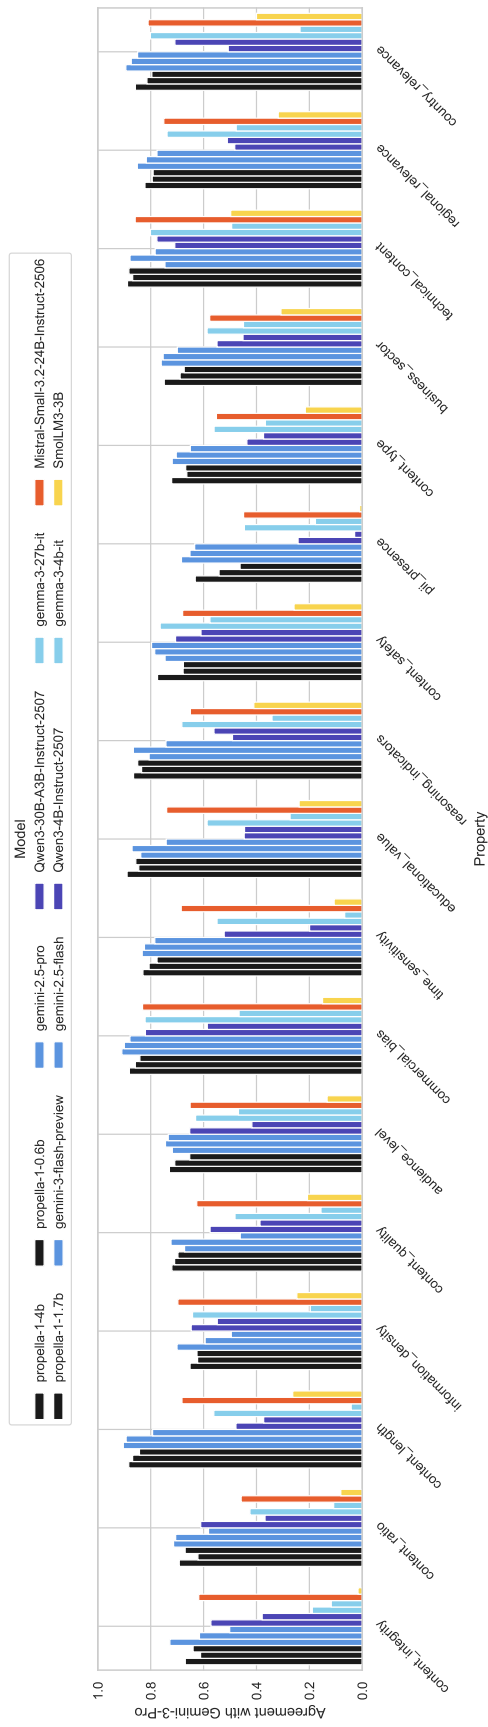 Model
propella-1-4b
propella-1-1.7b
propella-1-0.6b
gemini-3-flash-preview
gemini-2.5-pro
gemini-2.5-flash
Qwen3-30B-A3B-Instruct-2507
Qwen3-4B-Instruct-2507
gemma-3-27b-it
gemma-3-4b-it
Mistral-Small-3.2-24B-Instruct-2506
SmolLM3-3B
Agreement with Gemini-3-Pro
1.0
0.8
0.6
0.4
0.2
0.0
content_integrity
content_ratio
content_length
information_density
content_quality
audience_level
commercial_bias
time_sensitivity
educational_value
reasoning_indicators
content_safety
pii_presence
content_type
business_sector
technical_content
regional_relevance
country_relevance
Property